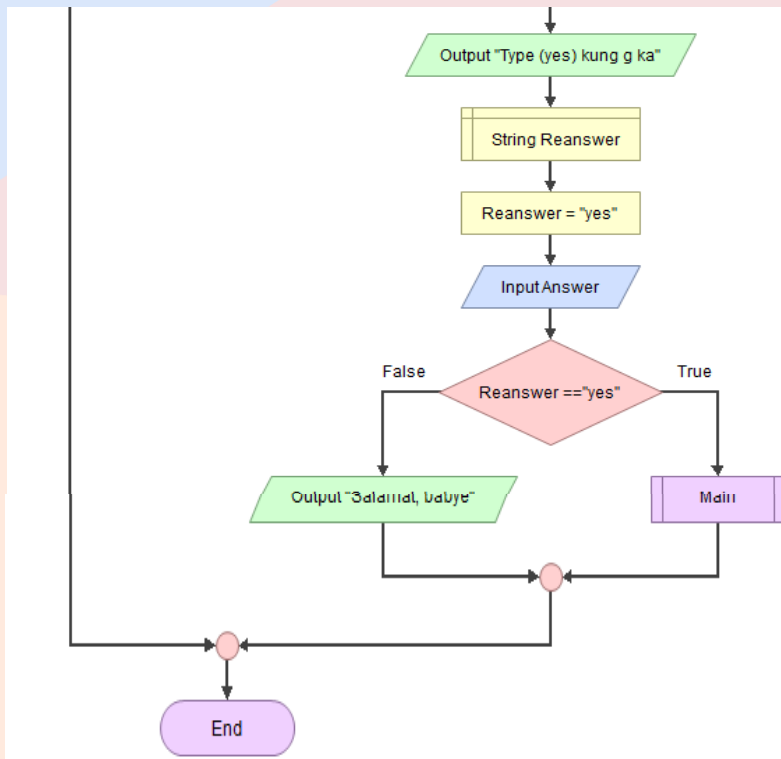 Output "Type (yes) kung g ka"
String Reanswer
Reanswer = "yes"
Input Answer
False
Reanswer =="yes"
True
Output "Salamat, babye"
Main
End